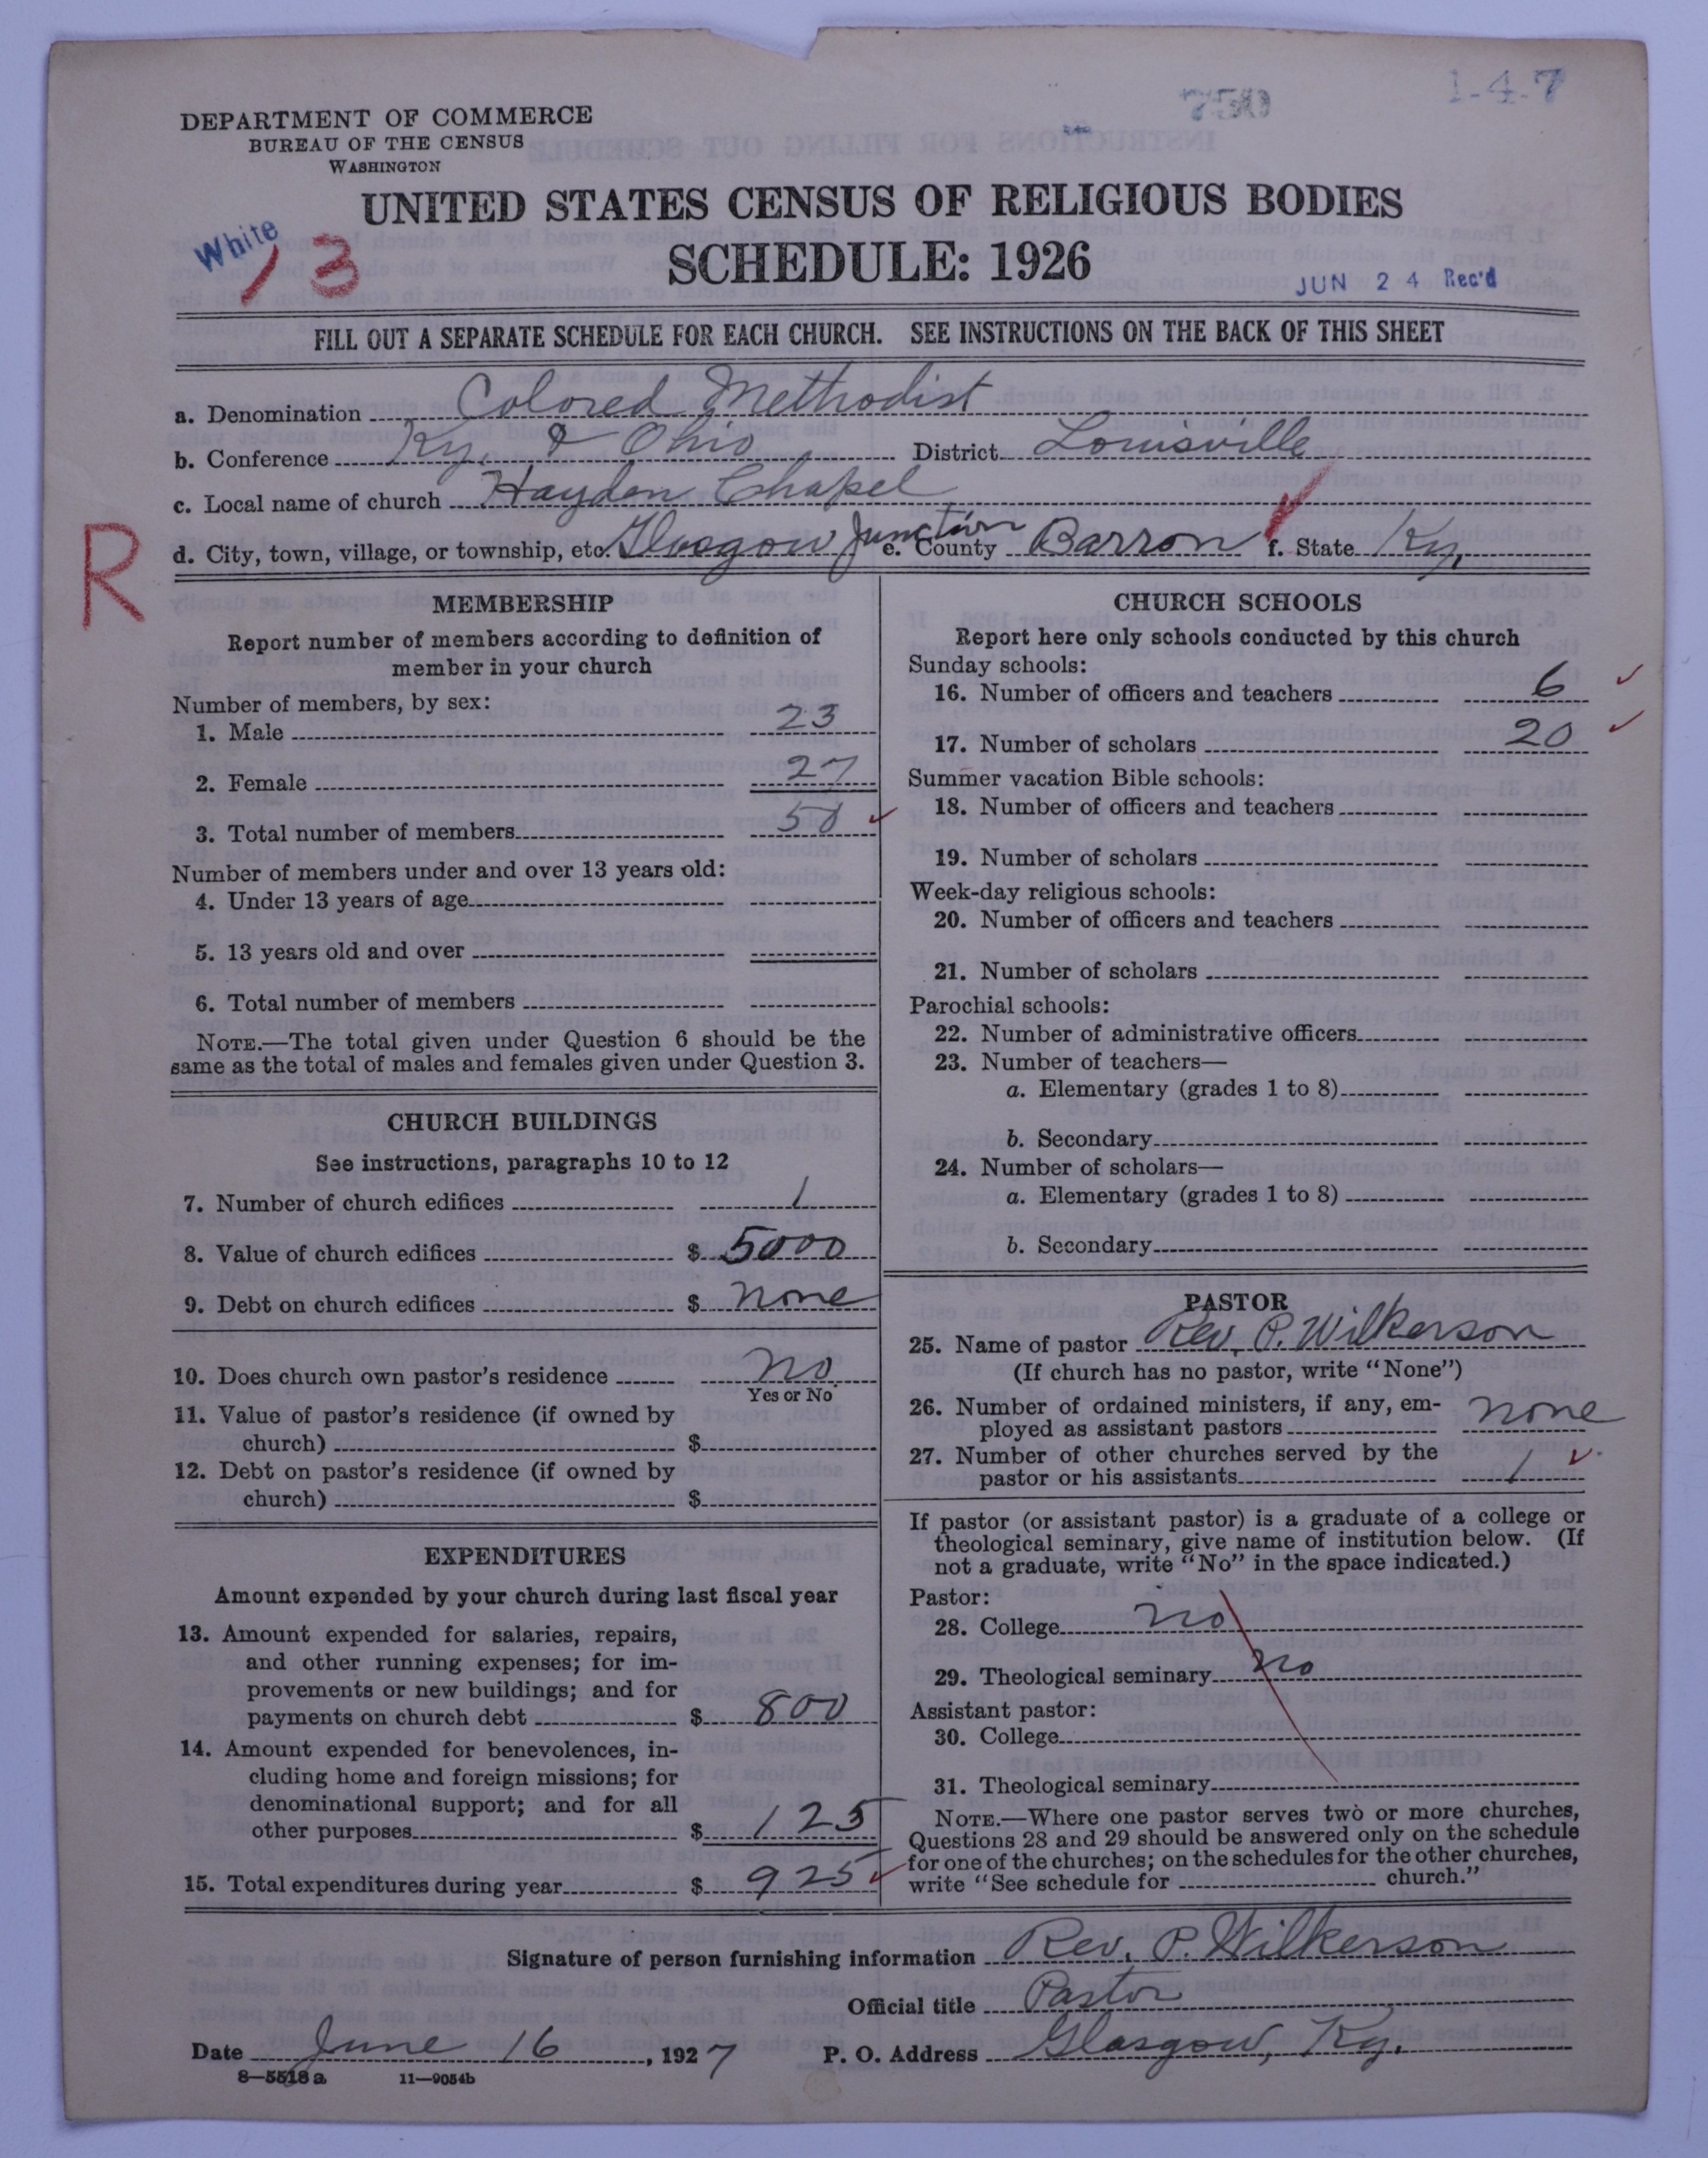 1-4-7
750
DEPARTMENT OF COMMERCE
BUREAU OF THE CENSUS
WASHINGTON
UNITED STATES CENSUS OF RELIGIOUS BODIES
White
13
SCHEDULE: 1926
JUN 24 Rec'd
FILL OUT A SEPARATE SCHEDULE FOR EACH CHURCH. SEE INSTRUCTIONS ON THE BACK OF THIS SHEET
a. Denomination Colored Methodist
b. Conference Ky. & Ohio District Louisville
c. Local name of church Hayden Chapel
d. City, town, village, or township, etc. Glasgow Junction e. County Barron f. State Ky.
R
MEMBERSHIP
Report number of members according to definition of
member in your church
Number of members, by sex:
1. Male 23
2. Female 27
3. Total number of members 50
Number of members under and over 13 years old:
4. Under 13 years of age
5. 13 years old and over
6. Total number of members
NOTE.—The total given under Question 6 should be the
same as the total of males and females given under Question 3.
CHURCH BUILDINGS
See instructions, paragraphs 10 to 12
7. Number of church edifices 1
8. Value of church edifices $ 5000
9. Debt on church edifices $ none
10. Does church own pastor's residence no
Yes or No
11. Value of pastor's residence (if owned by
church) $
12. Debt on pastor's residence (if owned by
church) $
EXPENDITURES
Amount expended by your church during last fiscal year
13. Amount expended for salaries, repairs,
and other running expenses; for im-
provements or new buildings; and for
payments on church debt $ 800
14. Amount expended for benevolences, in-
cluding home and foreign missions; for
denominational support; and for all
other purposes $ 125
15. Total expenditures during year $ 925
CHURCH SCHOOLS
Report here only schools conducted by this church
Sunday schools:
16. Number of officers and teachers 6
17. Number of scholars 20
Summer vacation Bible schools:
18. Number of officers and teachers
19. Number of scholars
Week-day religious schools:
20. Number of officers and teachers
21. Number of scholars
Parochial schools:
22. Number of administrative officers
23. Number of teachers—
a. Elementary (grades 1 to 8)
b. Secondary
24. Number of scholars—
a. Elementary (grades 1 to 8)
b. Secondary
PASTOR
25. Name of pastor Rev. P. Wilkerson
(If church has no pastor, write "None")
26. Number of ordained ministers, if any, em-
ployed as assistant pastors none
27. Number of other churches served by the
pastor or his assistants 1
If pastor (or assistant pastor) is a graduate of a college or
theological seminary, give name of institution below. (If
not a graduate, write "No" in the space indicated.)
Pastor:
28. College no
29. Theological seminary no
Assistant pastor:
30. College
31. Theological seminary
NOTE.—Where one pastor serves two or more churches,
Questions 28 and 29 should be answered only on the schedule
for one of the churches; on the schedules for the other churches,
write "See schedule for church."
Signature of person furnishing information Rev. P. Wilkerson
Official title Pastor
Date June 16, 1927 P. O. Address Glasgow, Ky.
8—5518 a 11—9054b